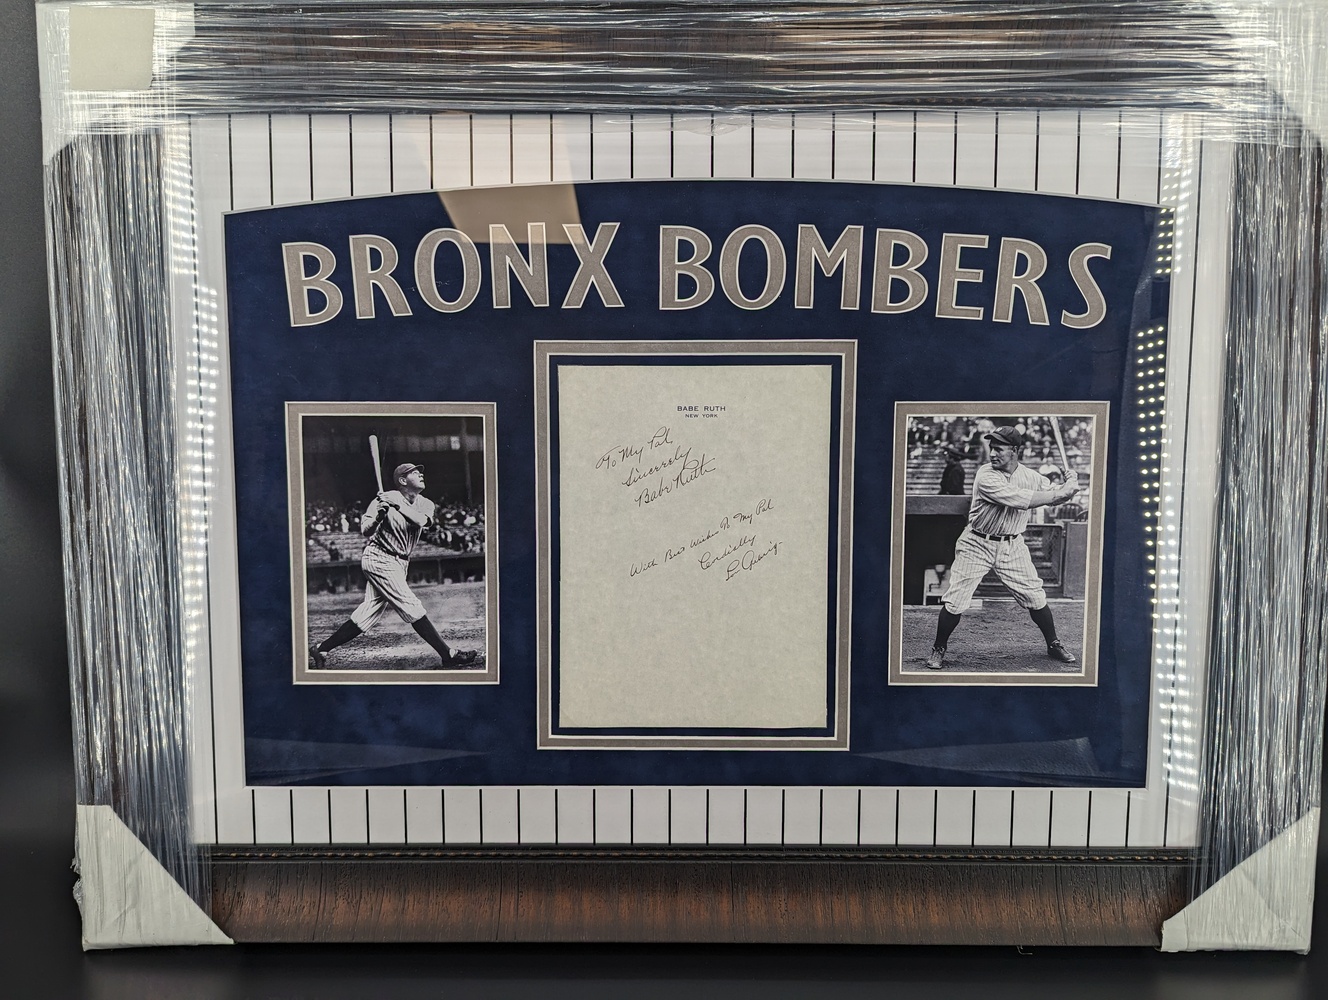 BRONX BOMBERS
BABE RUTH
NEW YORK
To My Pal,
Sincerely
Babe Ruth
With Best Wishes To My Pal
Cordially
Lou Gehrig